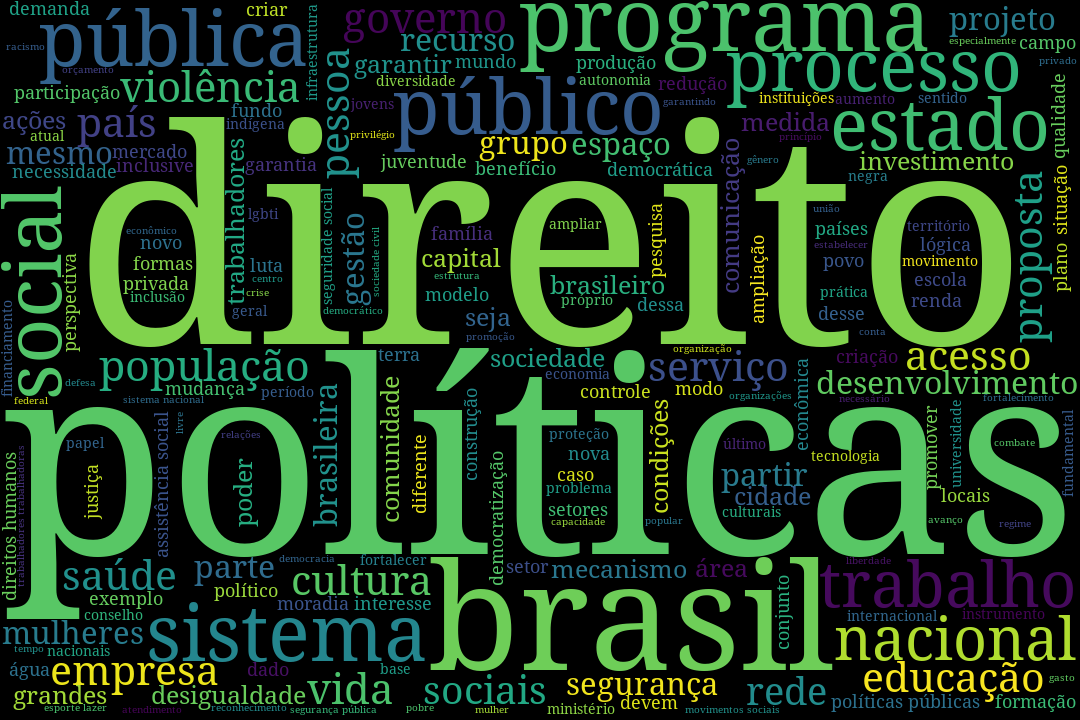 demanda
criar
governo
programa
projeto
racismo
pública
infraestrutura
recurso
especialmente
campo
orçamento
garantir
mundo
produção
processo
privado
participação
violência
pessoa
diversidade
autonomia
redução
ações
país
fundo
jovens
público
garantindo
instituições
aumento
sentido
qualidade
atual
indígena
privilégio
grupo
espaço
medida
princípio
estado
mesmo
mercado
necessidade
inclusive
garantia
juventude
benefício
democrática
comunicação
gênero
investimento
negra
social
direito
trabalhadores
lgbti
seguridade social
gestão
sociedade civil
família
ampliar
pesquisa
união
países
território
proposta
plano
situação
econômico
novo
formas
privada
inclusão
luta
centro
crise
geral
capital
estrutura
modelo
democrático
brasileiro
próprio
dessa
ampliação
estabelecer
povo
prática
desse
lógica
movimento
escola
renda
perspectiva
financiamento
seja
promoção
conta
população
terra
sociedade
organização
serviço
criação
acesso
defesa
mudança
período
economia
controle
modo
organizações
econômica
desenvolvimento
federal
sistema nacional
necessário
fortalecimento
políticas
livre
papel
relações
brasileira
comunidade
diferente
construção
proteção
nova
condições
último
tecnologia
promover
universidade
combate
fundamental
justiça
assistência social
poder
democratização
caso
problema
setores
capacidade
popular
partir
cidade
culturais
locais
avanço
regime
direitos humanos
trabalhadores trabalhadoras
saúde
parte
democracia
fortalecer
setor
mecanismo
área
liberdade
trabalho
exemplo
político
cultura
brasil
conjunto
conselho
moradia
interesse
internacional
instrumento
mulheres
sistema
nacional
tempo
nacionais
água
empresa
dado
base
educação
gasto
grandes
desigualdade
vida
sociais
segurança
rede
políticas públicas
formação
esporte lazer
atendimento
reconhecimento
segurança pública
pobre
mulher
ministério
devem
movimentos sociais